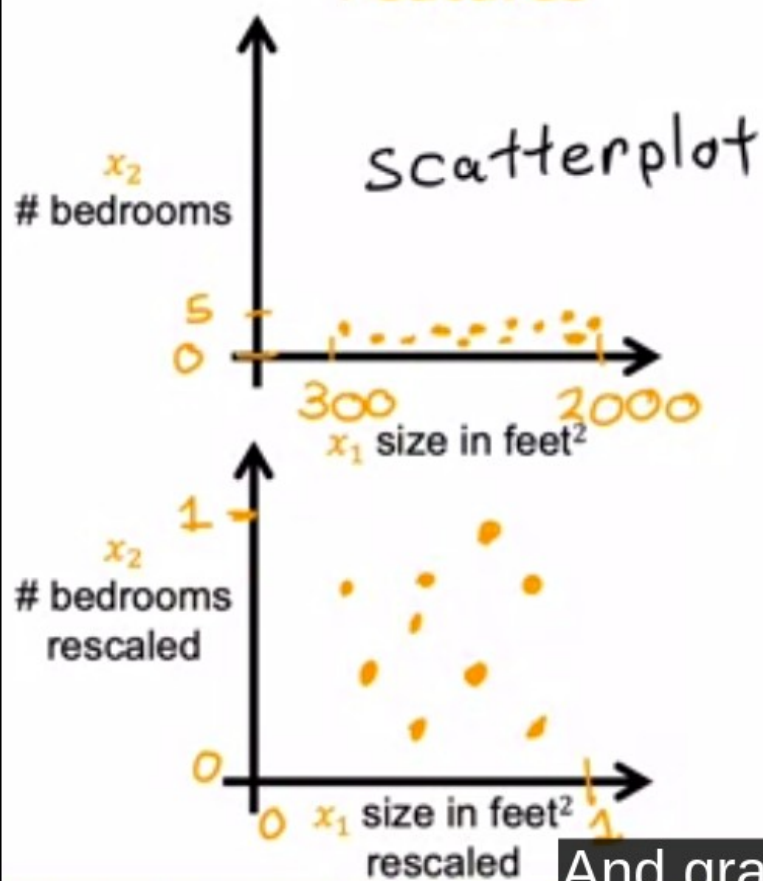 scatterplot
x₂
# bedrooms
5
0
300 2000
x₁ size in feet²
1
x₂
# bedrooms
rescaled
0
0 x₁ size in feet² 1
rescaled
And gra